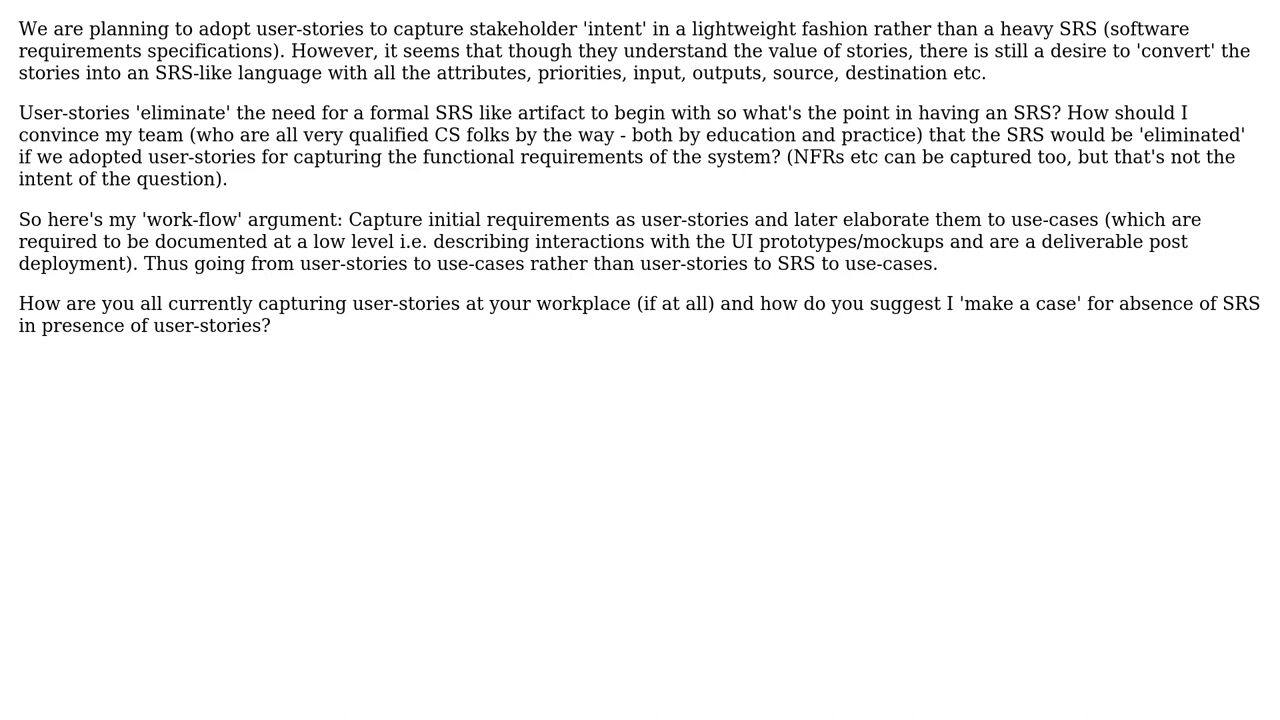 We are planning to adopt user-stories to capture stakeholder 'intent' in a lightweight fashion rather than a heavy SRS (software
requirements specifications). However, it seems that though they understand the value of stories, there is still a desire to 'convert' the
stories into an SRS-like language with all the attributes, priorities, input, outputs, source, destination etc.
User-stories 'eliminate' the need for a formal SRS like artifact to begin with so what's the point in having an SRS? How should I
convince my team (who are all very qualified CS folks by the way - both by education and practice) that the SRS would be 'eliminated'
if we adopted user-stories for capturing the functional requirements of the system? (NFRs etc can be captured too, but that's not the
intent of the question).
So here's my 'work-flow' argument: Capture initial requirements as user-stories and later elaborate them to use-cases (which are
required to be documented at a low level i.e. describing interactions with the UI prototypes/mockups and are a deliverable post
deployment). Thus going from user-stories to use-cases rather than user-stories to SRS to use-cases.
How are you all currently capturing user-stories at your workplace (if at all) and how do you suggest I 'make a case' for absence of SRS
in presence of user-stories?